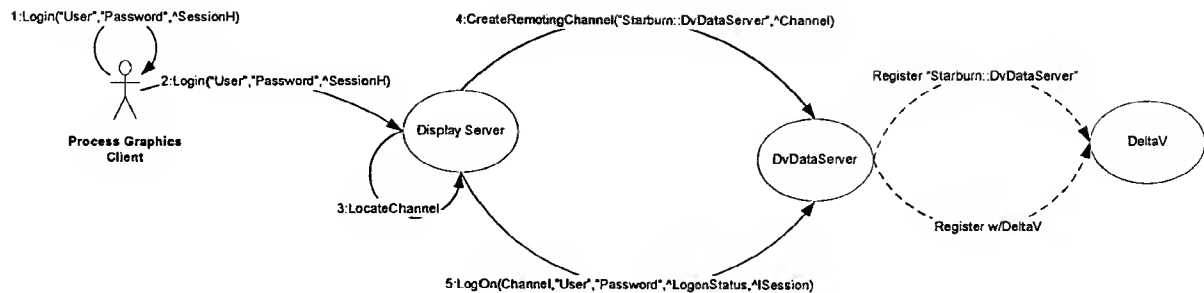 1:Login("User","Password",^SessionH)
4:CreateRemotingChannel("Starburn::DvDataServer",^Channel)
2:Login("User","Password",^SessionH)
Register "Starburn::DvDataServer"
Process Graphics
Client
Display Server
DvDataServer
DeltaV
3:LocateChannel
Register w/DeltaV
5:LogOn(Channel,"User","Password",^LogonStatus,^ISession)